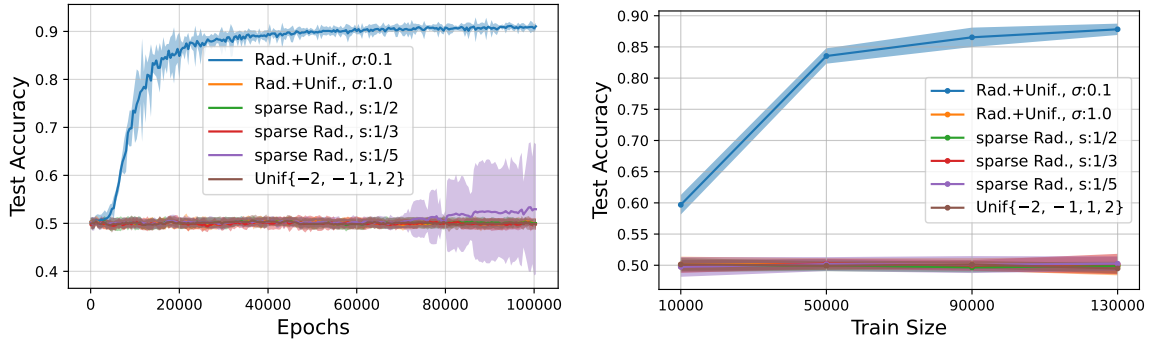 0.9
0.8
0.7
0.6
0.5
0.4
Test Accuracy
Rad.+Unif., σ:0.1
Rad.+Unif., σ:1.0
sparse Rad., s:1/2
sparse Rad., s:1/3
sparse Rad., s:1/5
Unif{−2, −1, 1, 2}
0 20000 40000 60000 80000 100000
Epochs
0.90
0.85
0.80
0.75
0.70
0.65
0.60
0.55
0.50
Test Accuracy
Rad.+Unif., σ:0.1
Rad.+Unif., σ:1.0
sparse Rad., s:1/2
sparse Rad., s:1/3
sparse Rad., s:1/5
Unif{−2, −1, 1, 2}
10000 50000 90000 130000
Train Size